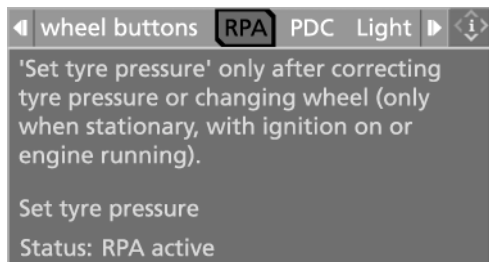 wheel buttons RPA PDC Light i
'Set tyre pressure' only after correcting
tyre pressure or changing wheel (only
when stationary, with ignition on or
engine running).
Set tyre pressure
Status: RPA active